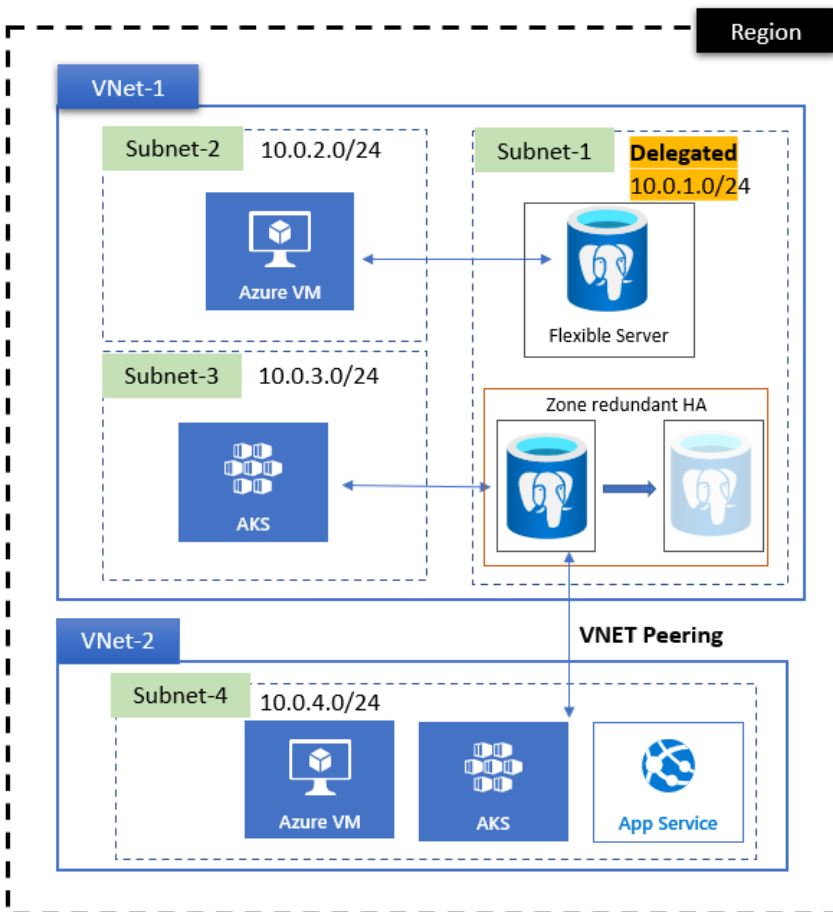 Region
VNet-1
Subnet-2 10.0.2.0/24
Azure VM
Subnet-1 Delegated
10.0.1.0/24
Flexible Server
Subnet-3 10.0.3.0/24
AKS
Zone redundant HA
VNET Peering
VNet-2
Subnet-4 10.0.4.0/24
Azure VM
AKS
App Service